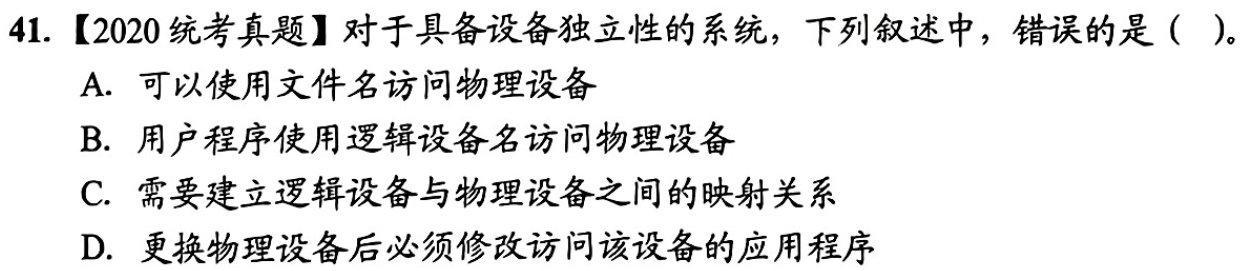 41.【2020 统考真题】对于具备设备独立性的系统，下列叙述中，错误的是（ ）。
A. 可以使用文件名访问物理设备
B. 用户程序使用逻辑设备名访问物理设备
C. 需要建立逻辑设备与物理设备之间的映射关系
D. 更换物理设备后必须修改访问该设备的应用程序